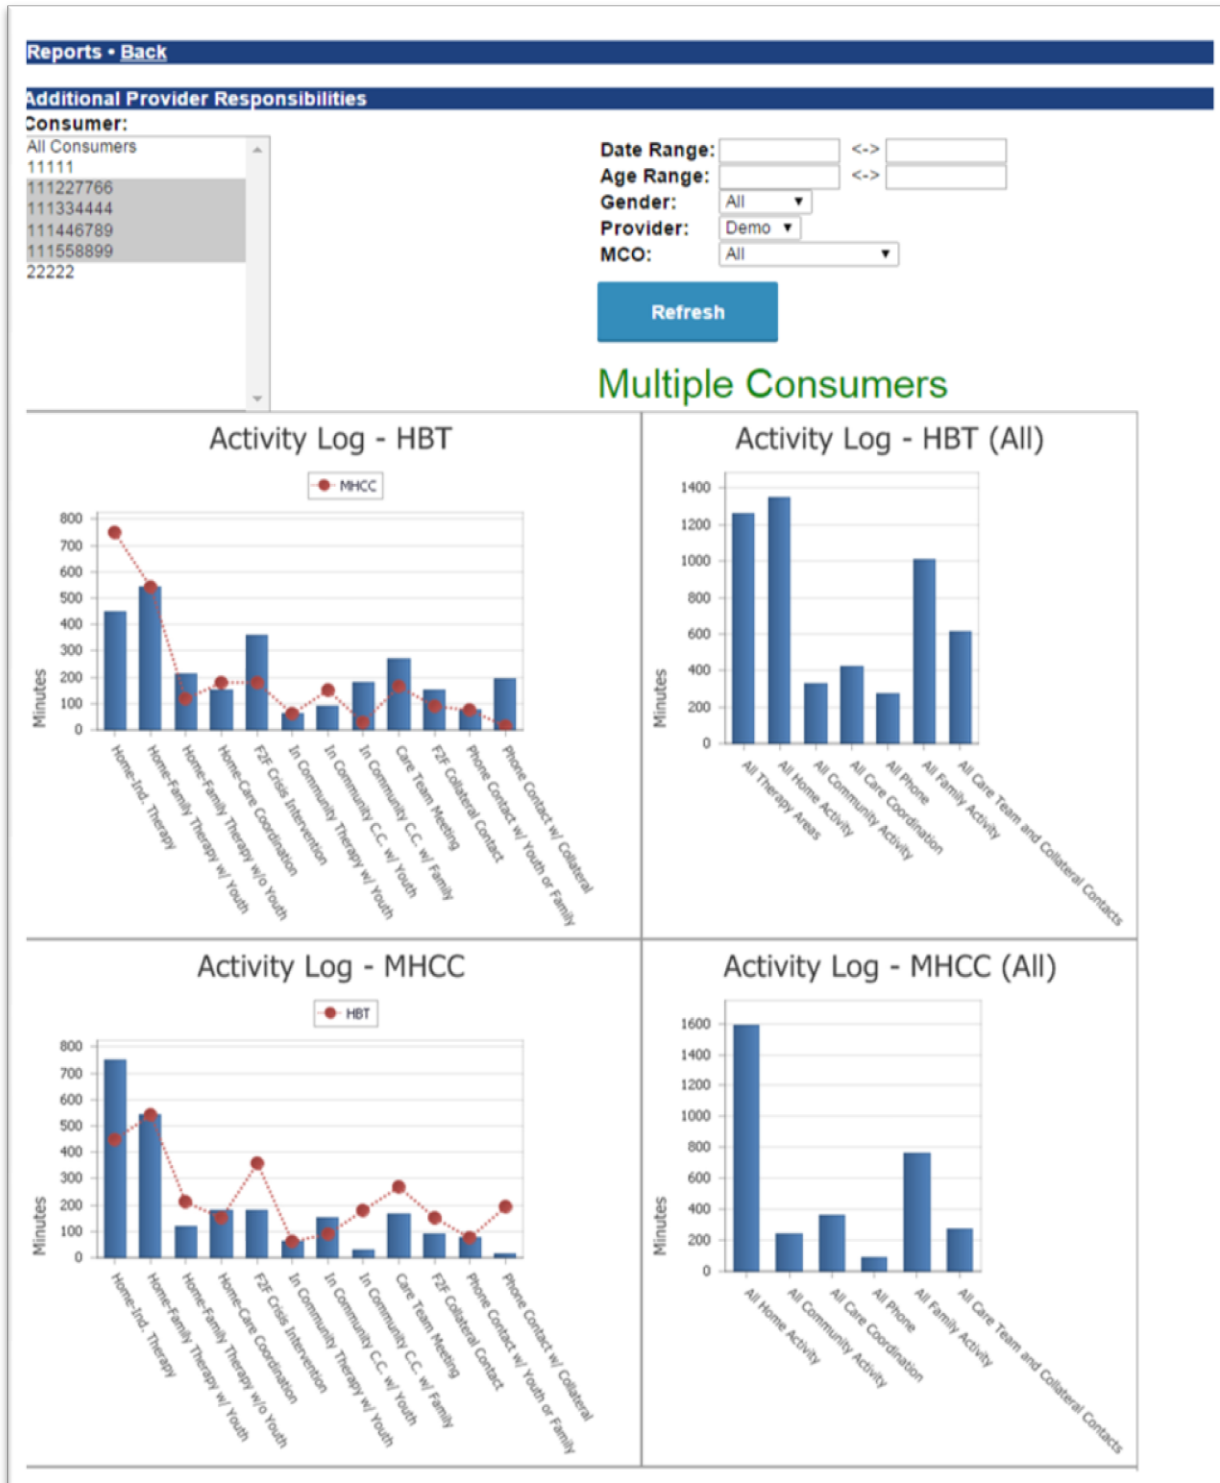 Reports • Back
Additional Provider Responsibilities
Consumer:
All Consumers
11111
111227766
111334444
111446789
111558899
22222
Date Range: <->
Age Range: <->
Gender: All
Provider: Demo
MCO: All
Refresh
Multiple Consumers
Activity Log - HBT
MHCC
800
700
600
500
400
300
200
100
0
Minutes
Home-Ind. Therapy
Home-Family Therapy w/ Youth
Home-Family Therapy w/o Youth
Home-Care Coordination
F2F Crisis Intervention
In Community Therapy w/ Youth
In Community C.C. w/ Youth
In Community C.C. w/ Family
Care Team Meeting
F2F Collateral Contact
Phone Contact w/ Youth or Family
Phone Contact w/ Collateral
Activity Log - HBT (All)
1400
1200
1000
800
600
400
200
0
Minutes
All Therapy Areas
All Home Activity
All Community Activity
All Care Coordination
All Phone
All Family Activity
All Care Team and Collateral Contacts
Activity Log - MHCC
HBT
800
700
600
500
400
300
200
100
0
Minutes
Home-Ind. Therapy
Home-Family Therapy w/ Youth
Home-Family Therapy w/o Youth
Home-Care Coordination
F2F Crisis Intervention
In Community Therapy w/ Youth
In Community C.C. w/ Youth
In Community C.C. w/ Family
Care Team Meeting
F2F Collateral Contact
Phone Contact w/ Youth or Family
Phone Contact w/ Collateral
Activity Log - MHCC (All)
1600
1400
1200
1000
800
600
400
200
0
Minutes
All Home Activity
All Community Activity
All Care Coordination
All Phone
All Family Activity
All Care Team and Collateral Contacts